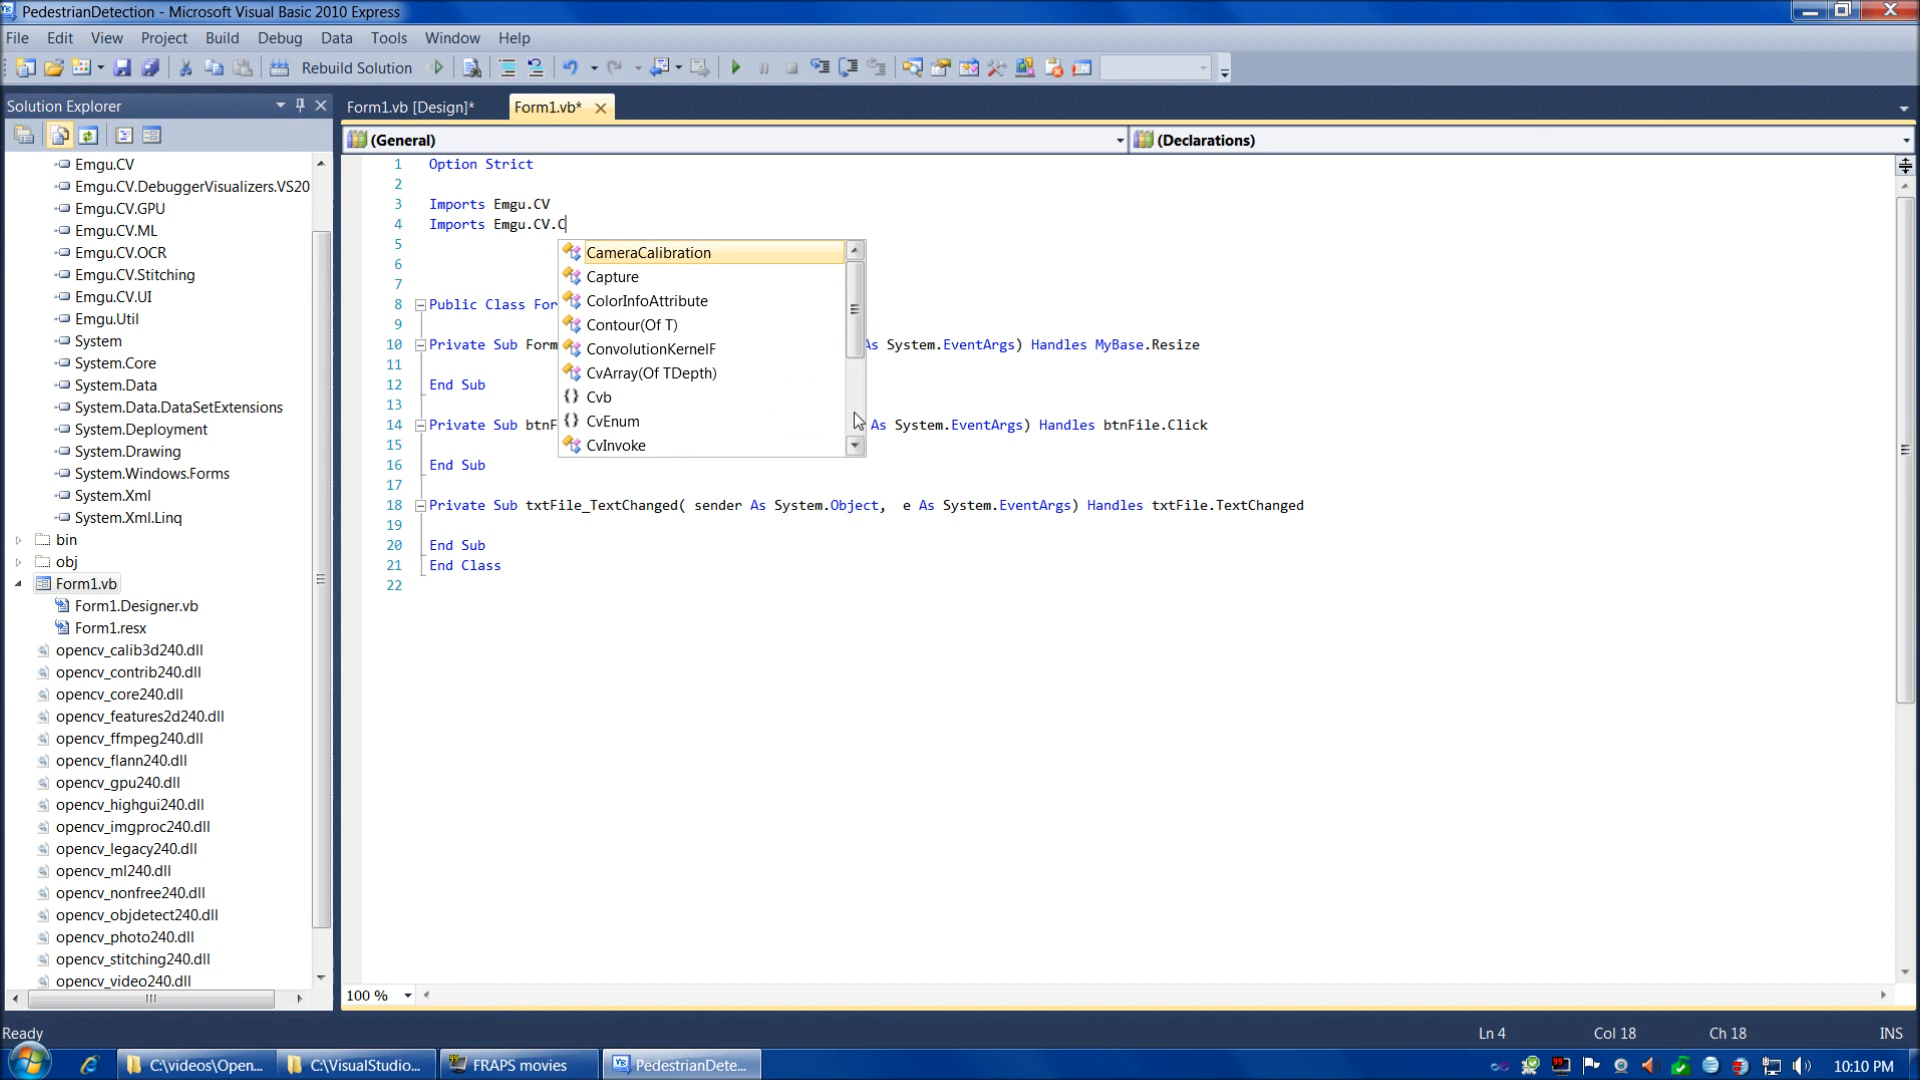 PedestrianDetection - Microsoft Visual Basic 2010 Express
File Edit View Project Build Debug Data Tools Window Help
Rebuild Solution
Solution Explorer
Form1.vb [Design]*
Form1.vb*
(General)
(Declarations)
Emgu.CV
Emgu.CV.DebuggerVisualizers.VS20
Emgu.CV.GPU
Emgu.CV.ML
Emgu.CV.OCR
Emgu.CV.Stitching
Emgu.CV.UI
Emgu.Util
System
System.Core
System.Data
System.Data.DataSetExtensions
System.Deployment
System.Drawing
System.Windows.Forms
System.Xml
System.Xml.Linq
bin
obj
Form1.vb
Form1.Designer.vb
Form1.resx
opencv_calib3d240.dll
opencv_contrib240.dll
opencv_core240.dll
opencv_features2d240.dll
opencv_ffmpeg240.dll
opencv_flann240.dll
opencv_gpu240.dll
opencv_highgui240.dll
opencv_imgproc240.dll
opencv_legacy240.dll
opencv_ml240.dll
opencv_nonfree240.dll
opencv_objdetect240.dll
opencv_photo240.dll
opencv_stitching240.dll
opencv_video240.dll
1 Option Strict
2
3 Imports Emgu.CV
4 Imports Emgu.CV.C
5
6
7
8 Public Class For
9
10 Private Sub Form As System.EventArgs) Handles MyBase.Resize
11
12 End Sub
13
14 Private Sub btnF As System.EventArgs) Handles btnFile.Click
15
16 End Sub
17
18 Private Sub txtFile_TextChanged( sender As System.Object, e As System.EventArgs) Handles txtFile.TextChanged
19
20 End Sub
21 End Class
22
CameraCalibration
Capture
ColorInfoAttribute
Contour(Of T)
ConvolutionKernelF
CvArray(Of TDepth)
Cvb
CvEnum
CvInvoke
100 %
Ready
Ln 4 Col 18 Ch 18 INS
C:\videos\Open...
C:\VisualStudio...
FRAPS movies
PedestrianDete...
10:10 PM